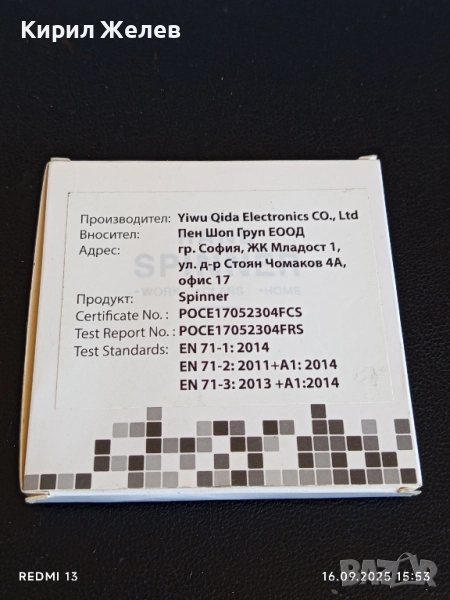 Кирил Желев
Производител: Yiwu Qida Electronics CO., Ltd
Вносител: Пен Шоп Груп ЕООД
Адрес: гр. София, ЖК Младост 1,
ул. д-р Стоян Чомаков 4А,
офис 17
SPINNER
Продукт: Spinner
Certificate No. : POCE17052304FCS
Test Report No. : POCE17052304FRS
Test Standards: EN 71-1: 2014
EN 71-2: 2011+A1: 2014
EN 71-3: 2013 +A1:2014
REDMI 13
16.09.2025 15:53
BAZAR